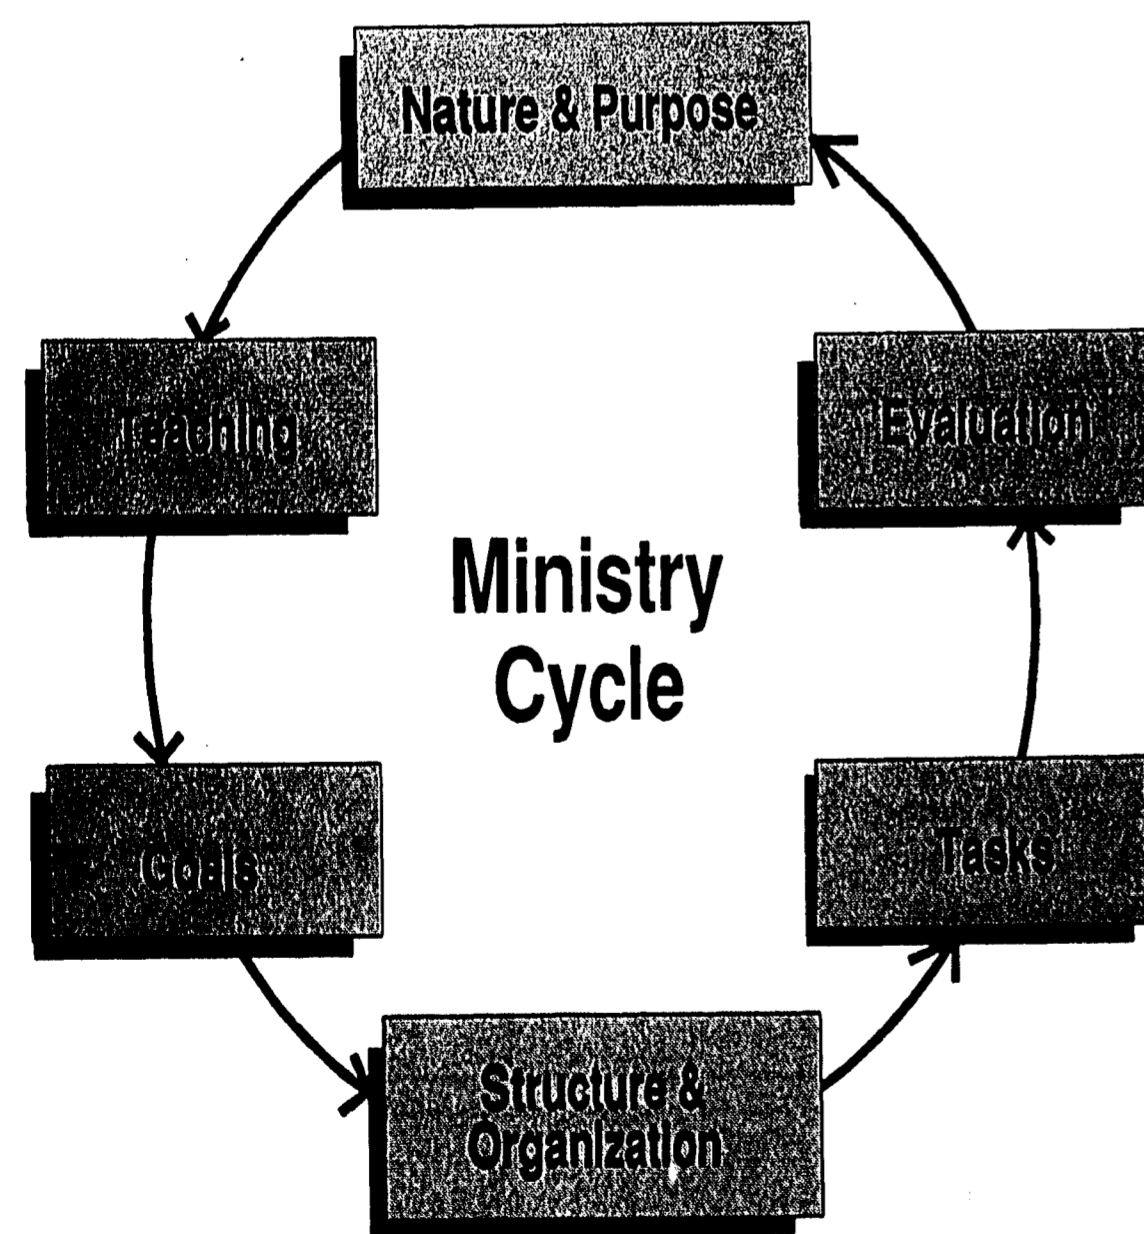 Nature & Purpose
Teaching
Evaluation
Ministry
Cycle
Goals
Tasks
Structure &
Organization